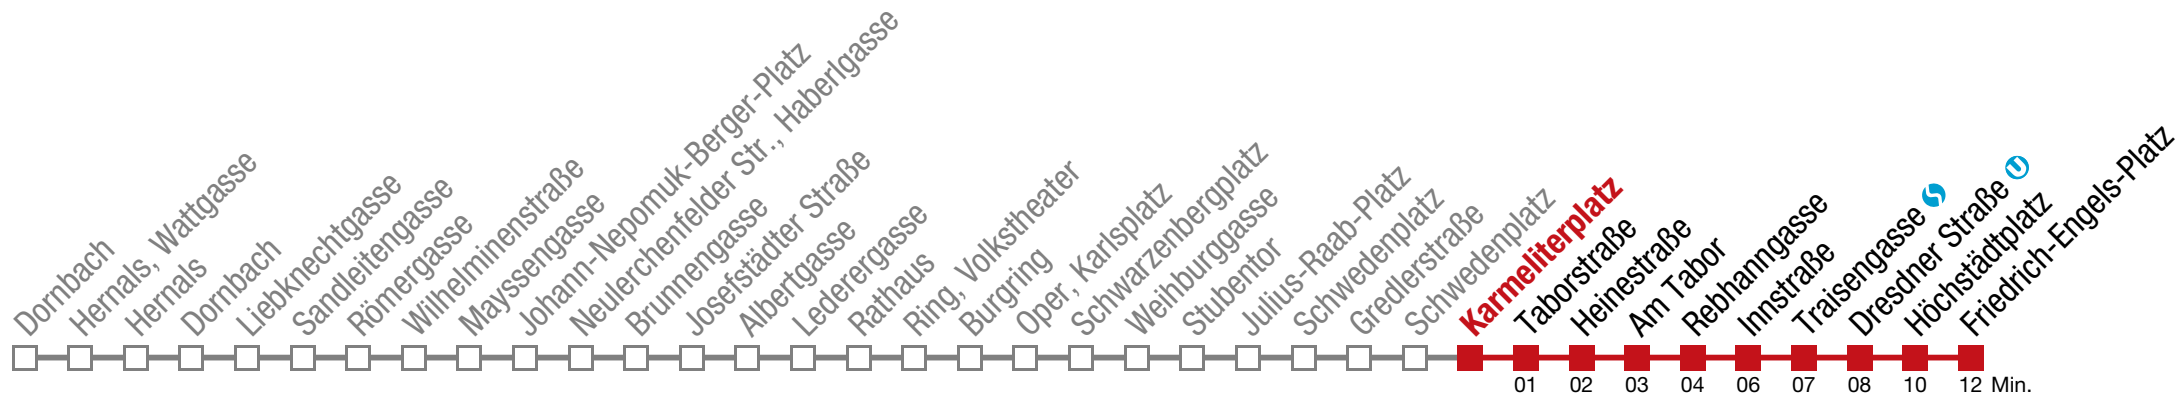 Dornbach
Hernals, Wattgasse
Hernals
Dornbach
Liebknechtgasse
Sandleitengasse
Römergasse
Wilhelminenstraße
Mayssengasse
Johann-Nepomuk-Berger-Platz
Neulerchenfelder Str., Haberlgasse
Brunnengasse
Josefstädter Straße
Albertgasse
Lederergasse
Rathaus
Ring, Volkstheater
Burgring
Oper, Karlsplatz
Schwarzenbergplatz
Weihburggasse
Stubentor
Julius-Raab-Platz
Schwedenplatz
Gredlerstraße
Schwedenplatz
Karmeliterplatz
Taborstraße
Heinestraße
Am Tabor
Rebhanngasse
Innstraße
Traisengasse S
Dresdner Straße U
Höchstädtplatz
Friedrich-Engels-Platz
01 02 03 04 06 07 08 10 12 Min.